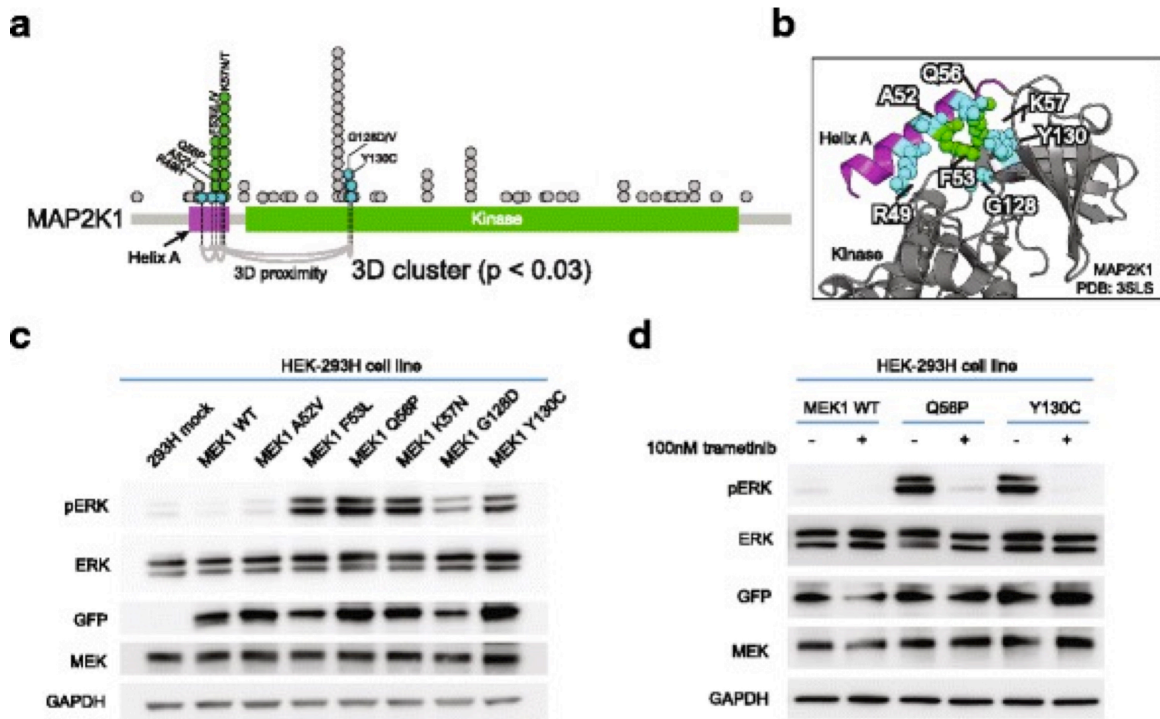 a
R49L
A52V
Q56P
F53I/L/V
K57N/T
G128D/V
Y130C
MAP2K1
Kinase
Helix A
3D proximity
3D cluster (p < 0.03)
b
Q56
A52
K57
Helix A
Y130
F53
R49
G128
Kinase
MAP2K1
PDB: 3SLS
c
HEK-293H cell line
293H mock
MEK1 WT
MEK1 A52V
MEK1 F53L
MEK1 Q56P
MEK1 K57N
MEK1 G128D
MEK1 Y130C
pERK
ERK
GFP
MEK
GAPDH
d
HEK-293H cell line
MEK1 WT Q56P Y130C
100nM trametinib - + - + - +
pERK
ERK
GFP
MEK
GAPDH